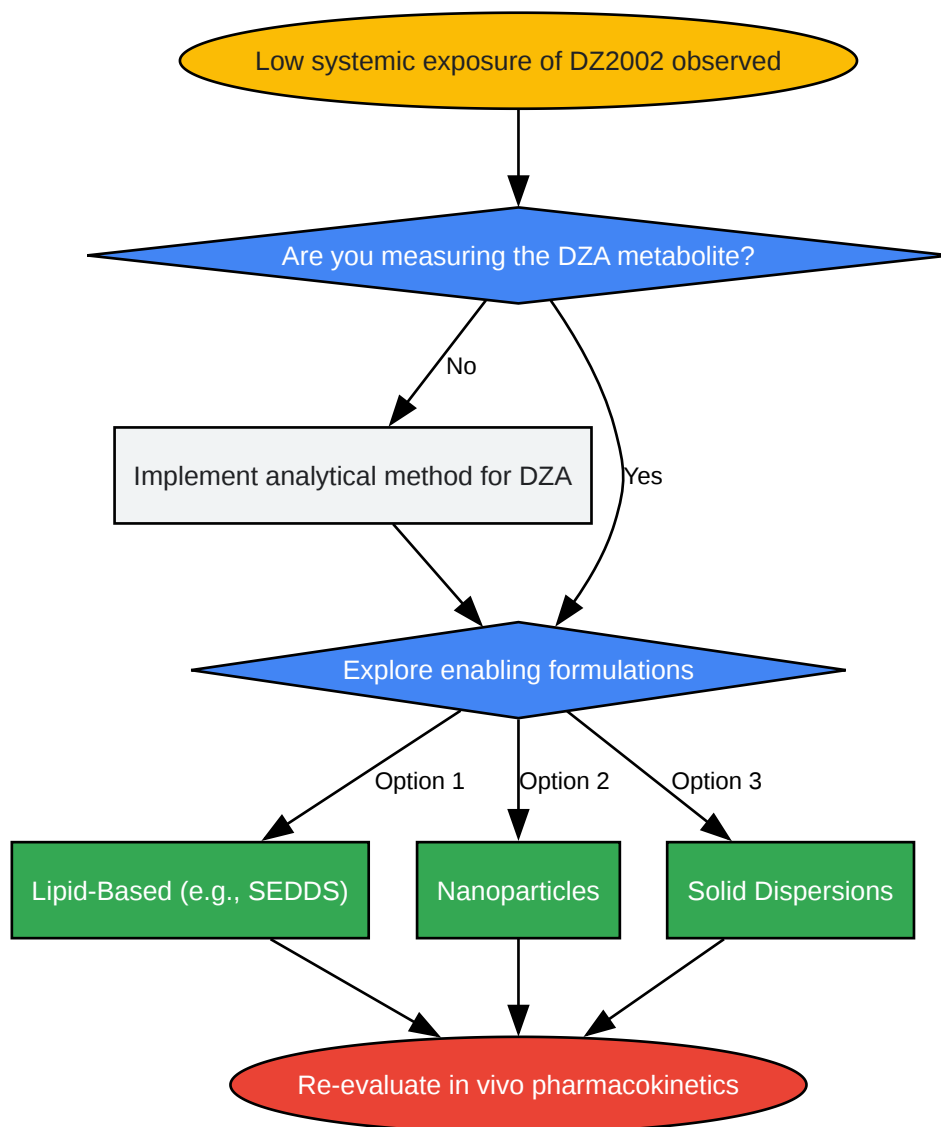 Low systemic exposure of DZ2002 observed
Are you measuring the DZA metabolite?
No
Implement analytical method for DZA
Yes
Explore enabling formulations
Option 1
Option 2
Option 3
Lipid-Based (e.g., SEDDS)
Nanoparticles
Solid Dispersions
Re-evaluate in vivo pharmacokinetics